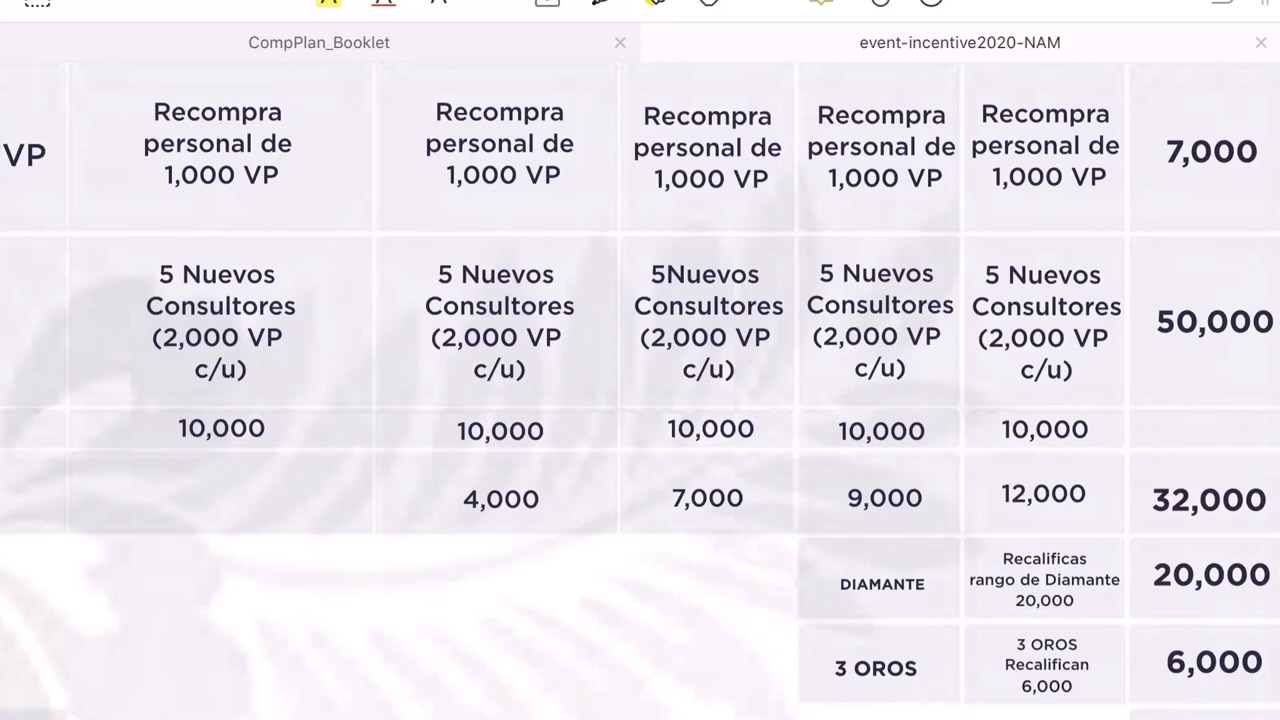 CompPlan_Booklet
event-incentive2020-NAM
VP
Recompra
personal de
1,000 VP
Recompra
personal de
1,000 VP
Recompra
personal de
1,000 VP
Recompra
personal de
1,000 VP
Recompra
personal de
1,000 VP
7,000
5 Nuevos
Consultores
(2,000 VP
c/u)
5 Nuevos
Consultores
(2,000 VP
c/u)
5Nuevos
Consultores
(2,000 VP
c/u)
5 Nuevos
Consultores
(2,000 VP
c/u)
5 Nuevos
Consultores
(2,000 VP
c/u)
50,000
10,000
10,000
10,000
10,000
10,000
4,000
7,000
9,000
12,000
32,000
DIAMANTE
Recalificas
rango de Diamante
20,000
20,000
3 OROS
3 OROS
Recalifican
6,000
6,000